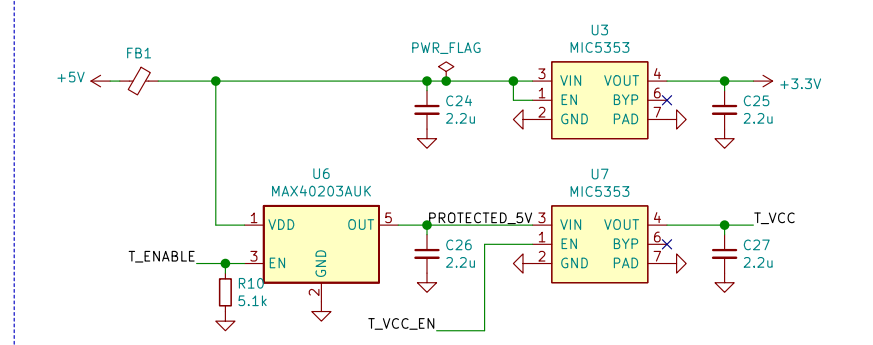 U3
MIC5353
PWR_FLAG
FB1
+5V
3 VIN VOUT 4
+3.3V
1 EN BYP 6
2 GND PAD 7
C24
2.2u
C25
2.2u
U6
MAX40203AUK
U7
MIC5353
1 VDD OUT 5
PROTECTED_5V
3 VIN VOUT 4
T_VCC
1 EN BYP 6
2 GND PAD 7
C26
2.2u
C27
2.2u
T_ENABLE
3 EN
GND
2
R10
5.1k
T_VCC_EN